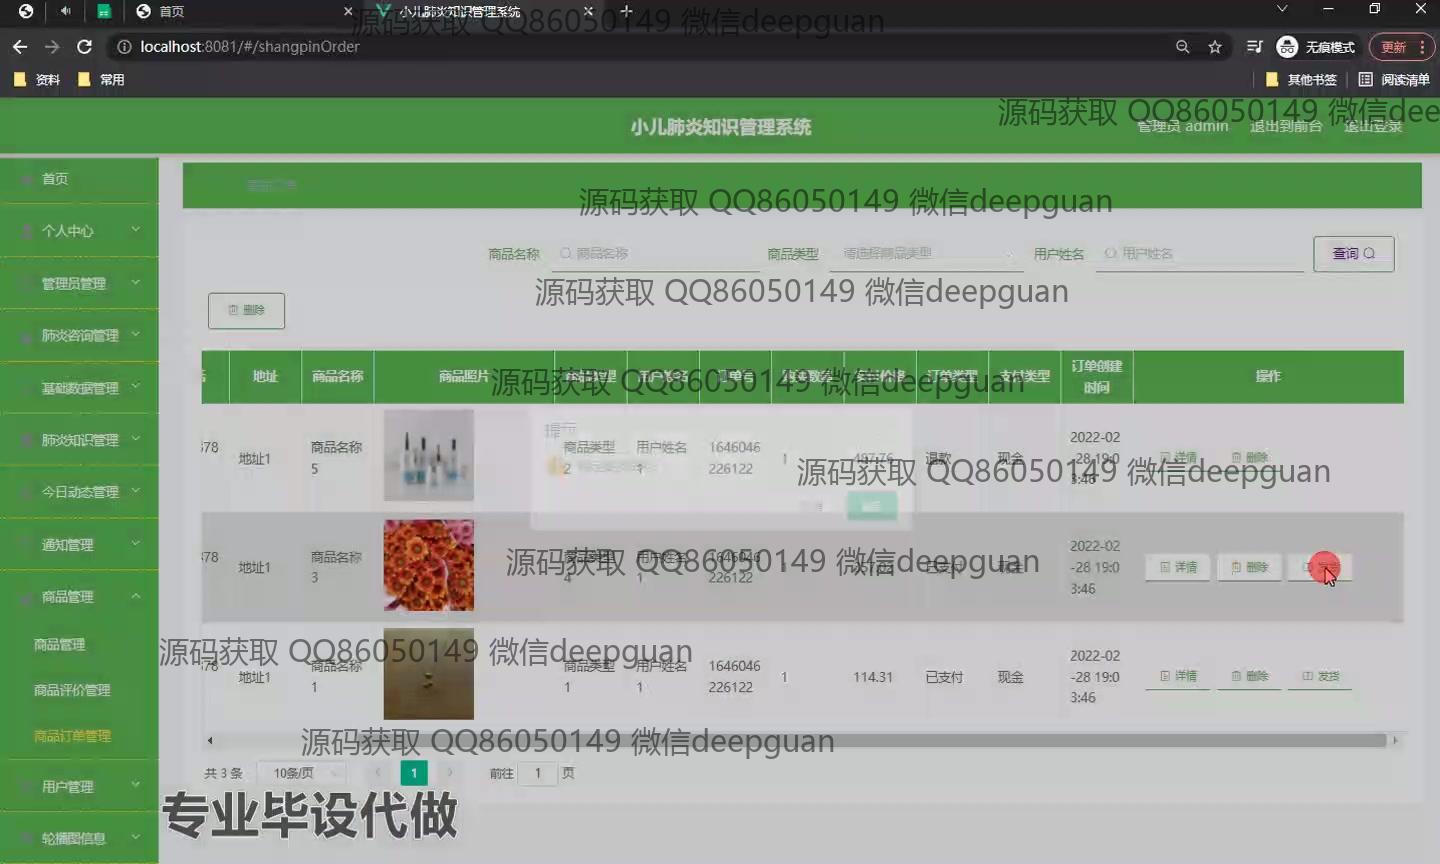 首页
小儿肺炎知识管理系统
localhost:8081/#/shangpinOrder
无痕模式
更新
资料
常用
其他书签
阅读清单
源码获取 QQ86050149 微信deepguan
小儿肺炎知识管理系统
源码获取 QQ86050149 微信dee
管理员 admin
退出到前台
退出登录
首页
个人中心
管理员管理
肺炎咨询管理
基础数据管理
肺炎知识管理
今日动态管理
通知管理
商品管理
商品管理
商品评价管理
商品订单管理
用户管理
轮播图信息
源码获取 QQ86050149 微信deepguan
商品名称 商品名称 商品类型 请选择商品类型 用户姓名 用户姓名 查询
源码获取 QQ86050149 微信deepguan
删除
地址 商品名称 商品照片 商品类型 用户姓名 订单号 订单类型 支付类型 订单创建时间 操作
源码获取 QQ86050149 微信deepguan
提示
678 地址1 商品名称5 商品类型2 用户姓名1 1646046226122 1 497.76 退款 现金 2022-02-28 19:03:46 详情 删除
源码获取 QQ86050149 微信deepguan
678 地址1 商品名称3 商品类型4 用户姓名1 1646046226122 已支付 现金 2022-02-28 19:03:46 详情 删除
源码获取 QQ86050149 微信deepguan
678 地址1 商品名称1 商品类型1 用户姓名1 1646046226122 1 114.31 已支付 现金 2022-02-28 19:03:46 详情 删除 发货
源码获取 QQ86050149 微信deepguan
源码获取 QQ86050149 微信deepguan
共 3 条 10条/页 1 前往 1 页
专业毕设代做